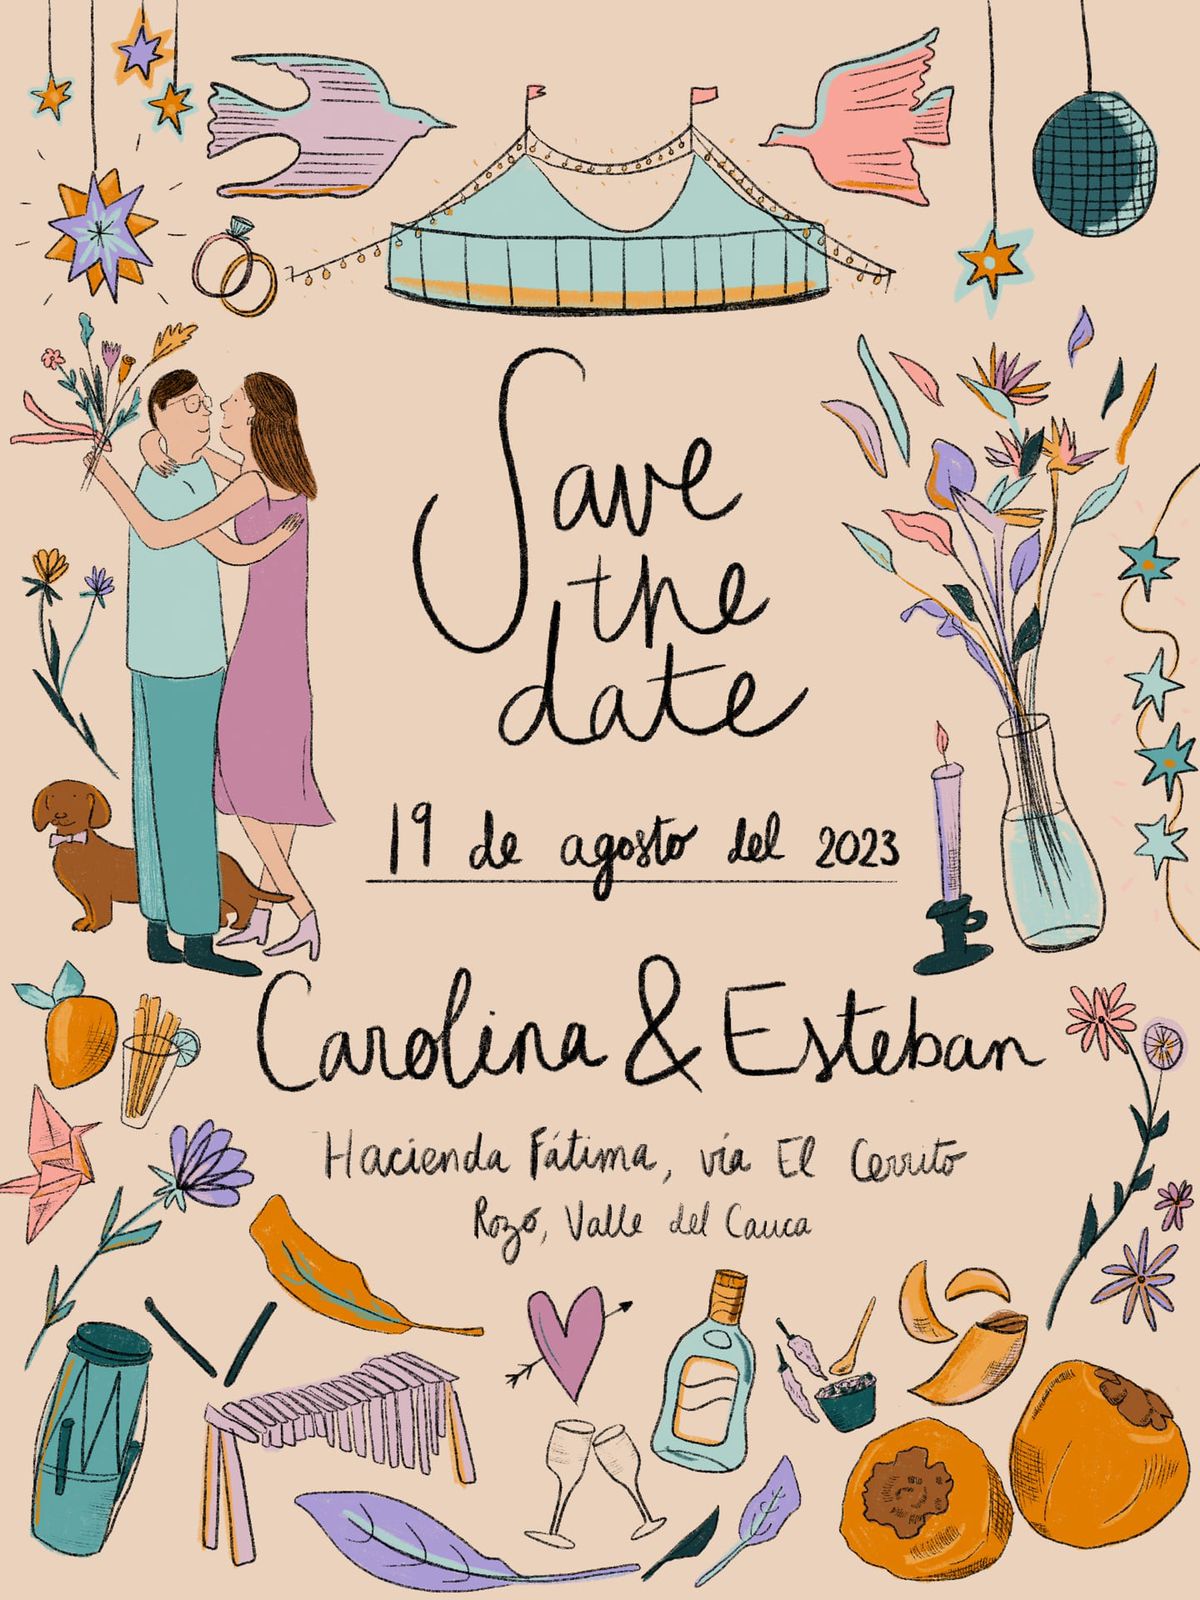 Save
the
date
19 de agosto del 2023
Carolina & Esteban
Hacienda Fátima, vía El Cerrito
Rozo, Valle del Cauca